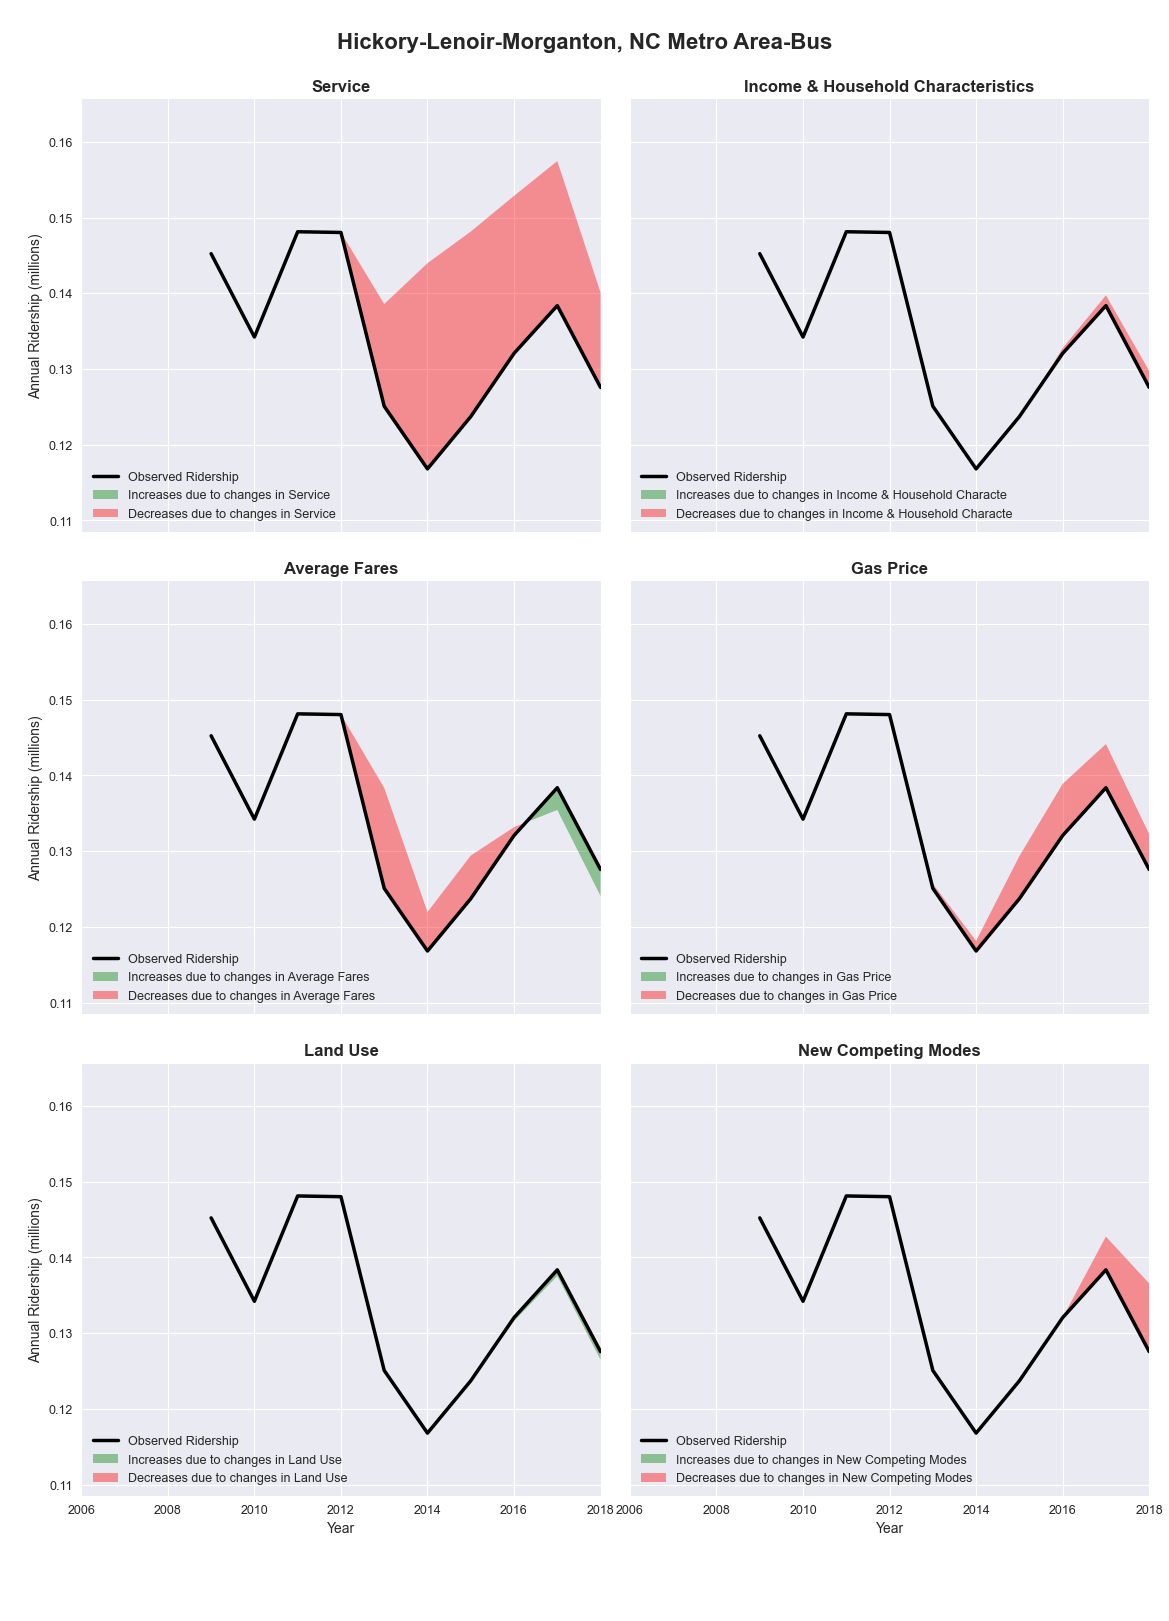 Hickory-Lenoir-Morganton, NC Metro Area-Bus
Service
Income & Household Characteristics
0.16
0.15
0.14
0.13
0.12
0.11
Annual Ridership (millions)
Observed Ridership
Increases due to changes in Service
Decreases due to changes in Service
Observed Ridership
Increases due to changes in Income & Household Characte
Decreases due to changes in Income & Household Characte
Average Fares
Gas Price
0.16
0.15
0.14
0.13
0.12
0.11
Annual Ridership (millions)
Observed Ridership
Increases due to changes in Average Fares
Decreases due to changes in Average Fares
Observed Ridership
Increases due to changes in Gas Price
Decreases due to changes in Gas Price
Land Use
New Competing Modes
0.16
0.15
0.14
0.13
0.12
0.11
Annual Ridership (millions)
Observed Ridership
Increases due to changes in Land Use
Decreases due to changes in Land Use
Observed Ridership
Increases due to changes in New Competing Modes
Decreases due to changes in New Competing Modes
2006 2008 2010 2012 2014 2016 2018
2006 2008 2010 2012 2014 2016 2018
Year
Year